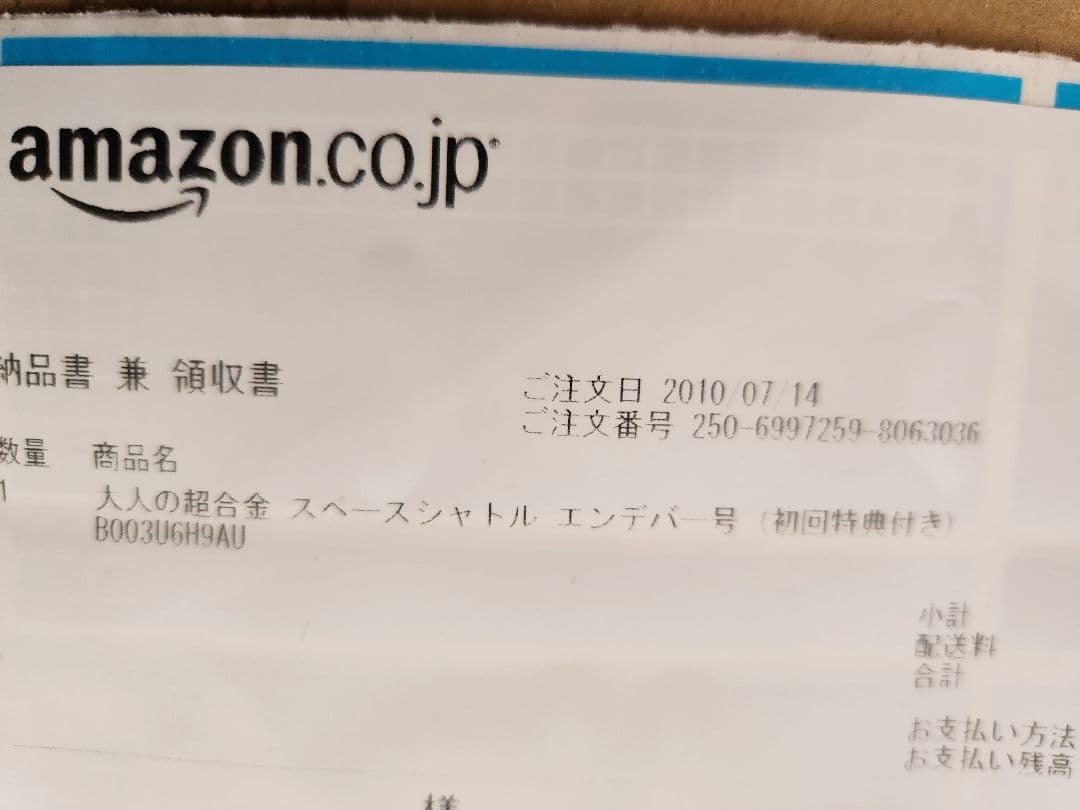 amazon.co.jp
納品書 兼 領収書
ご注文日 2010/07/14
ご注文番号 250-6997259-8063036
数量 商品名
1 大人の超合金 スペースシャトル エンデバー号 (初回特典付き)
B003U6H9AU
小計
配送料
合計
お支払い方法
お支払い残高
様